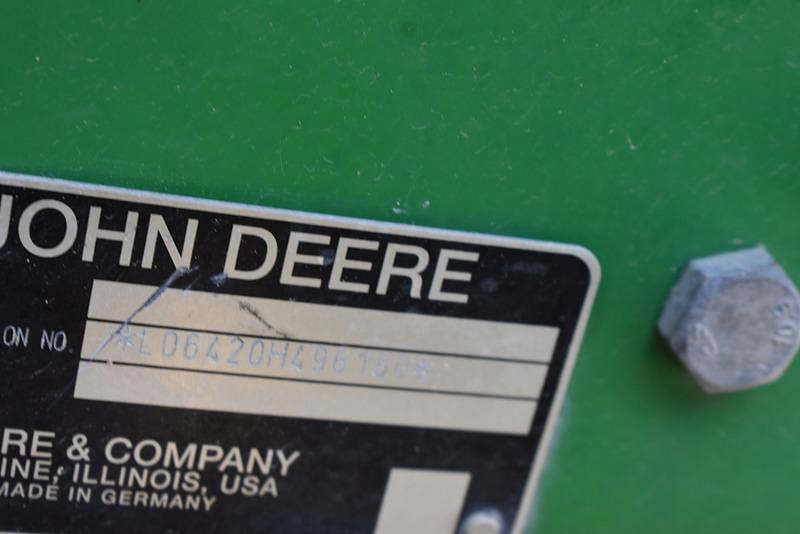 JOHN DEERE
ON NO. *L06420H496150*
RE & COMPANY
INE, ILLINOIS, USA
MADE IN GERMANY